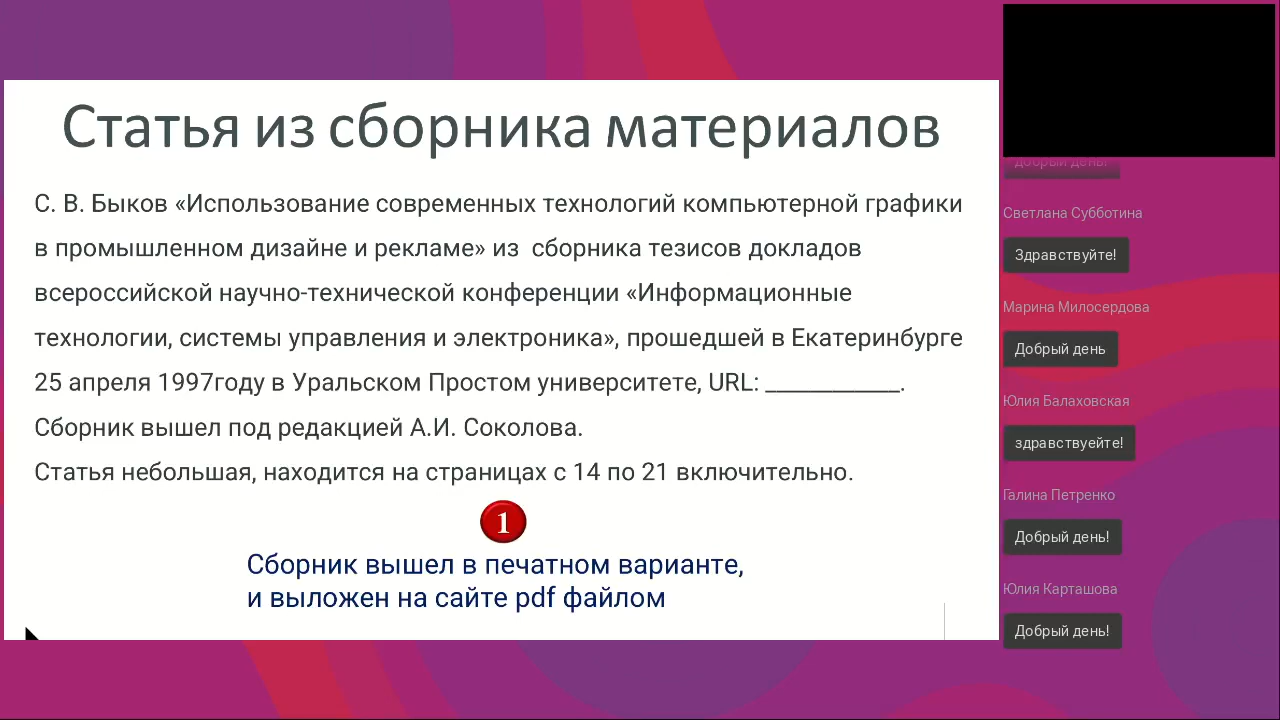 Статья из сборника материалов
С. В. Быков «Использование современных технологий компьютерной графики
в промышленном дизайне и рекламе» из сборника тезисов докладов
всероссийской научно-технической конференции «Информационные
технологии, системы управления и электроника», прошедшей в Екатеринбурге
25 апреля 1997году в Уральском Простом университете, URL: ____________.
Сборник вышел под редакцией А.И. Соколова.
Статья небольшая, находится на страницах с 14 по 21 включительно.
1
Сборник вышел в печатном варианте,
и выложен на сайте pdf файлом
добрый день!
Светлана Субботина
Здравствуйте!
Марина Милосердова
Добрый день
Юлия Балаховская
здравствуейте!
Галина Петренко
Добрый день!
Юлия Карташова
Добрый день!